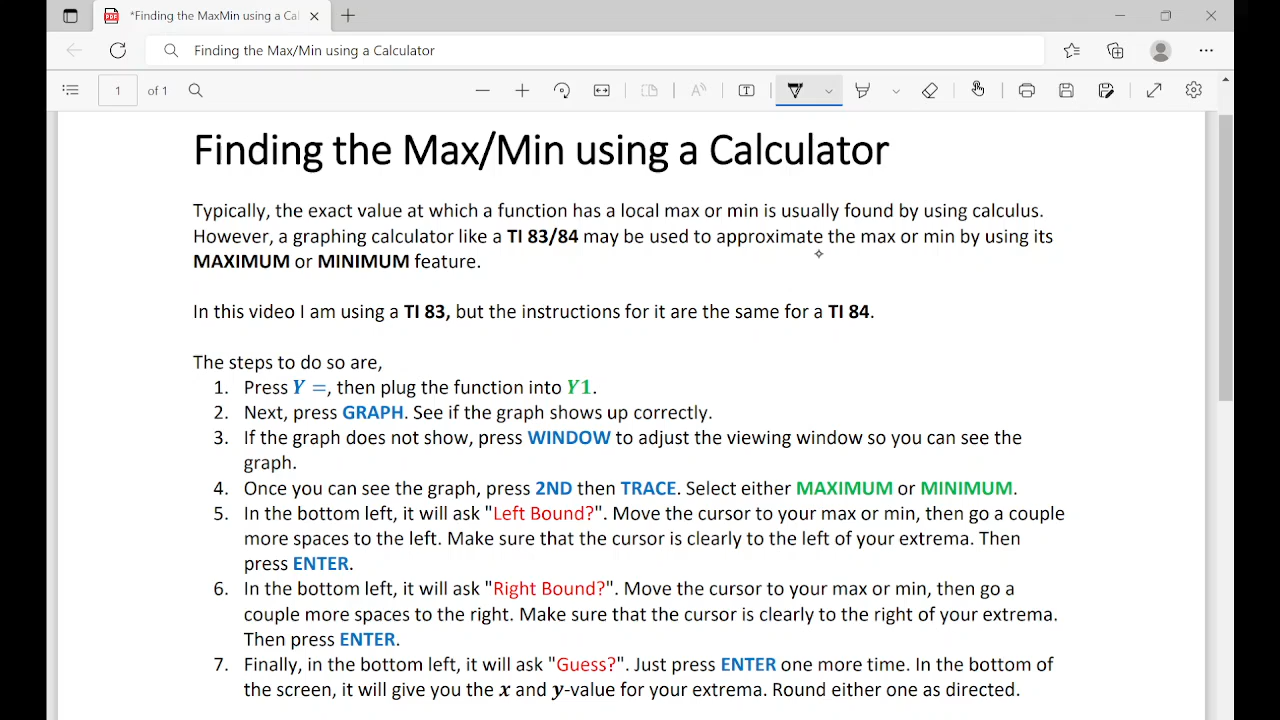 *Finding the MaxMin using a Cal
Finding the Max/Min using a Calculator
1 of 1
Finding the Max/Min using a Calculator
Typically, the exact value at which a function has a local max or min is usually found by using calculus.
However, a graphing calculator like a TI 83/84 may be used to approximate the max or min by using its
MAXIMUM or MINIMUM feature.
In this video I am using a TI 83, but the instructions for it are the same for a TI 84.
The steps to do so are,
1. Press Y =, then plug the function into Y1.
2. Next, press GRAPH. See if the graph shows up correctly.
3. If the graph does not show, press WINDOW to adjust the viewing window so you can see the
graph.
4. Once you can see the graph, press 2ND then TRACE. Select either MAXIMUM or MINIMUM.
5. In the bottom left, it will ask "Left Bound?". Move the cursor to your max or min, then go a couple
more spaces to the left. Make sure that the cursor is clearly to the left of your extrema. Then
press ENTER.
6. In the bottom left, it will ask "Right Bound?". Move the cursor to your max or min, then go a
couple more spaces to the right. Make sure that the cursor is clearly to the right of your extrema.
Then press ENTER.
7. Finally, in the bottom left, it will ask "Guess?". Just press ENTER one more time. In the bottom of
the screen, it will give you the x and y-value for your extrema. Round either one as directed.